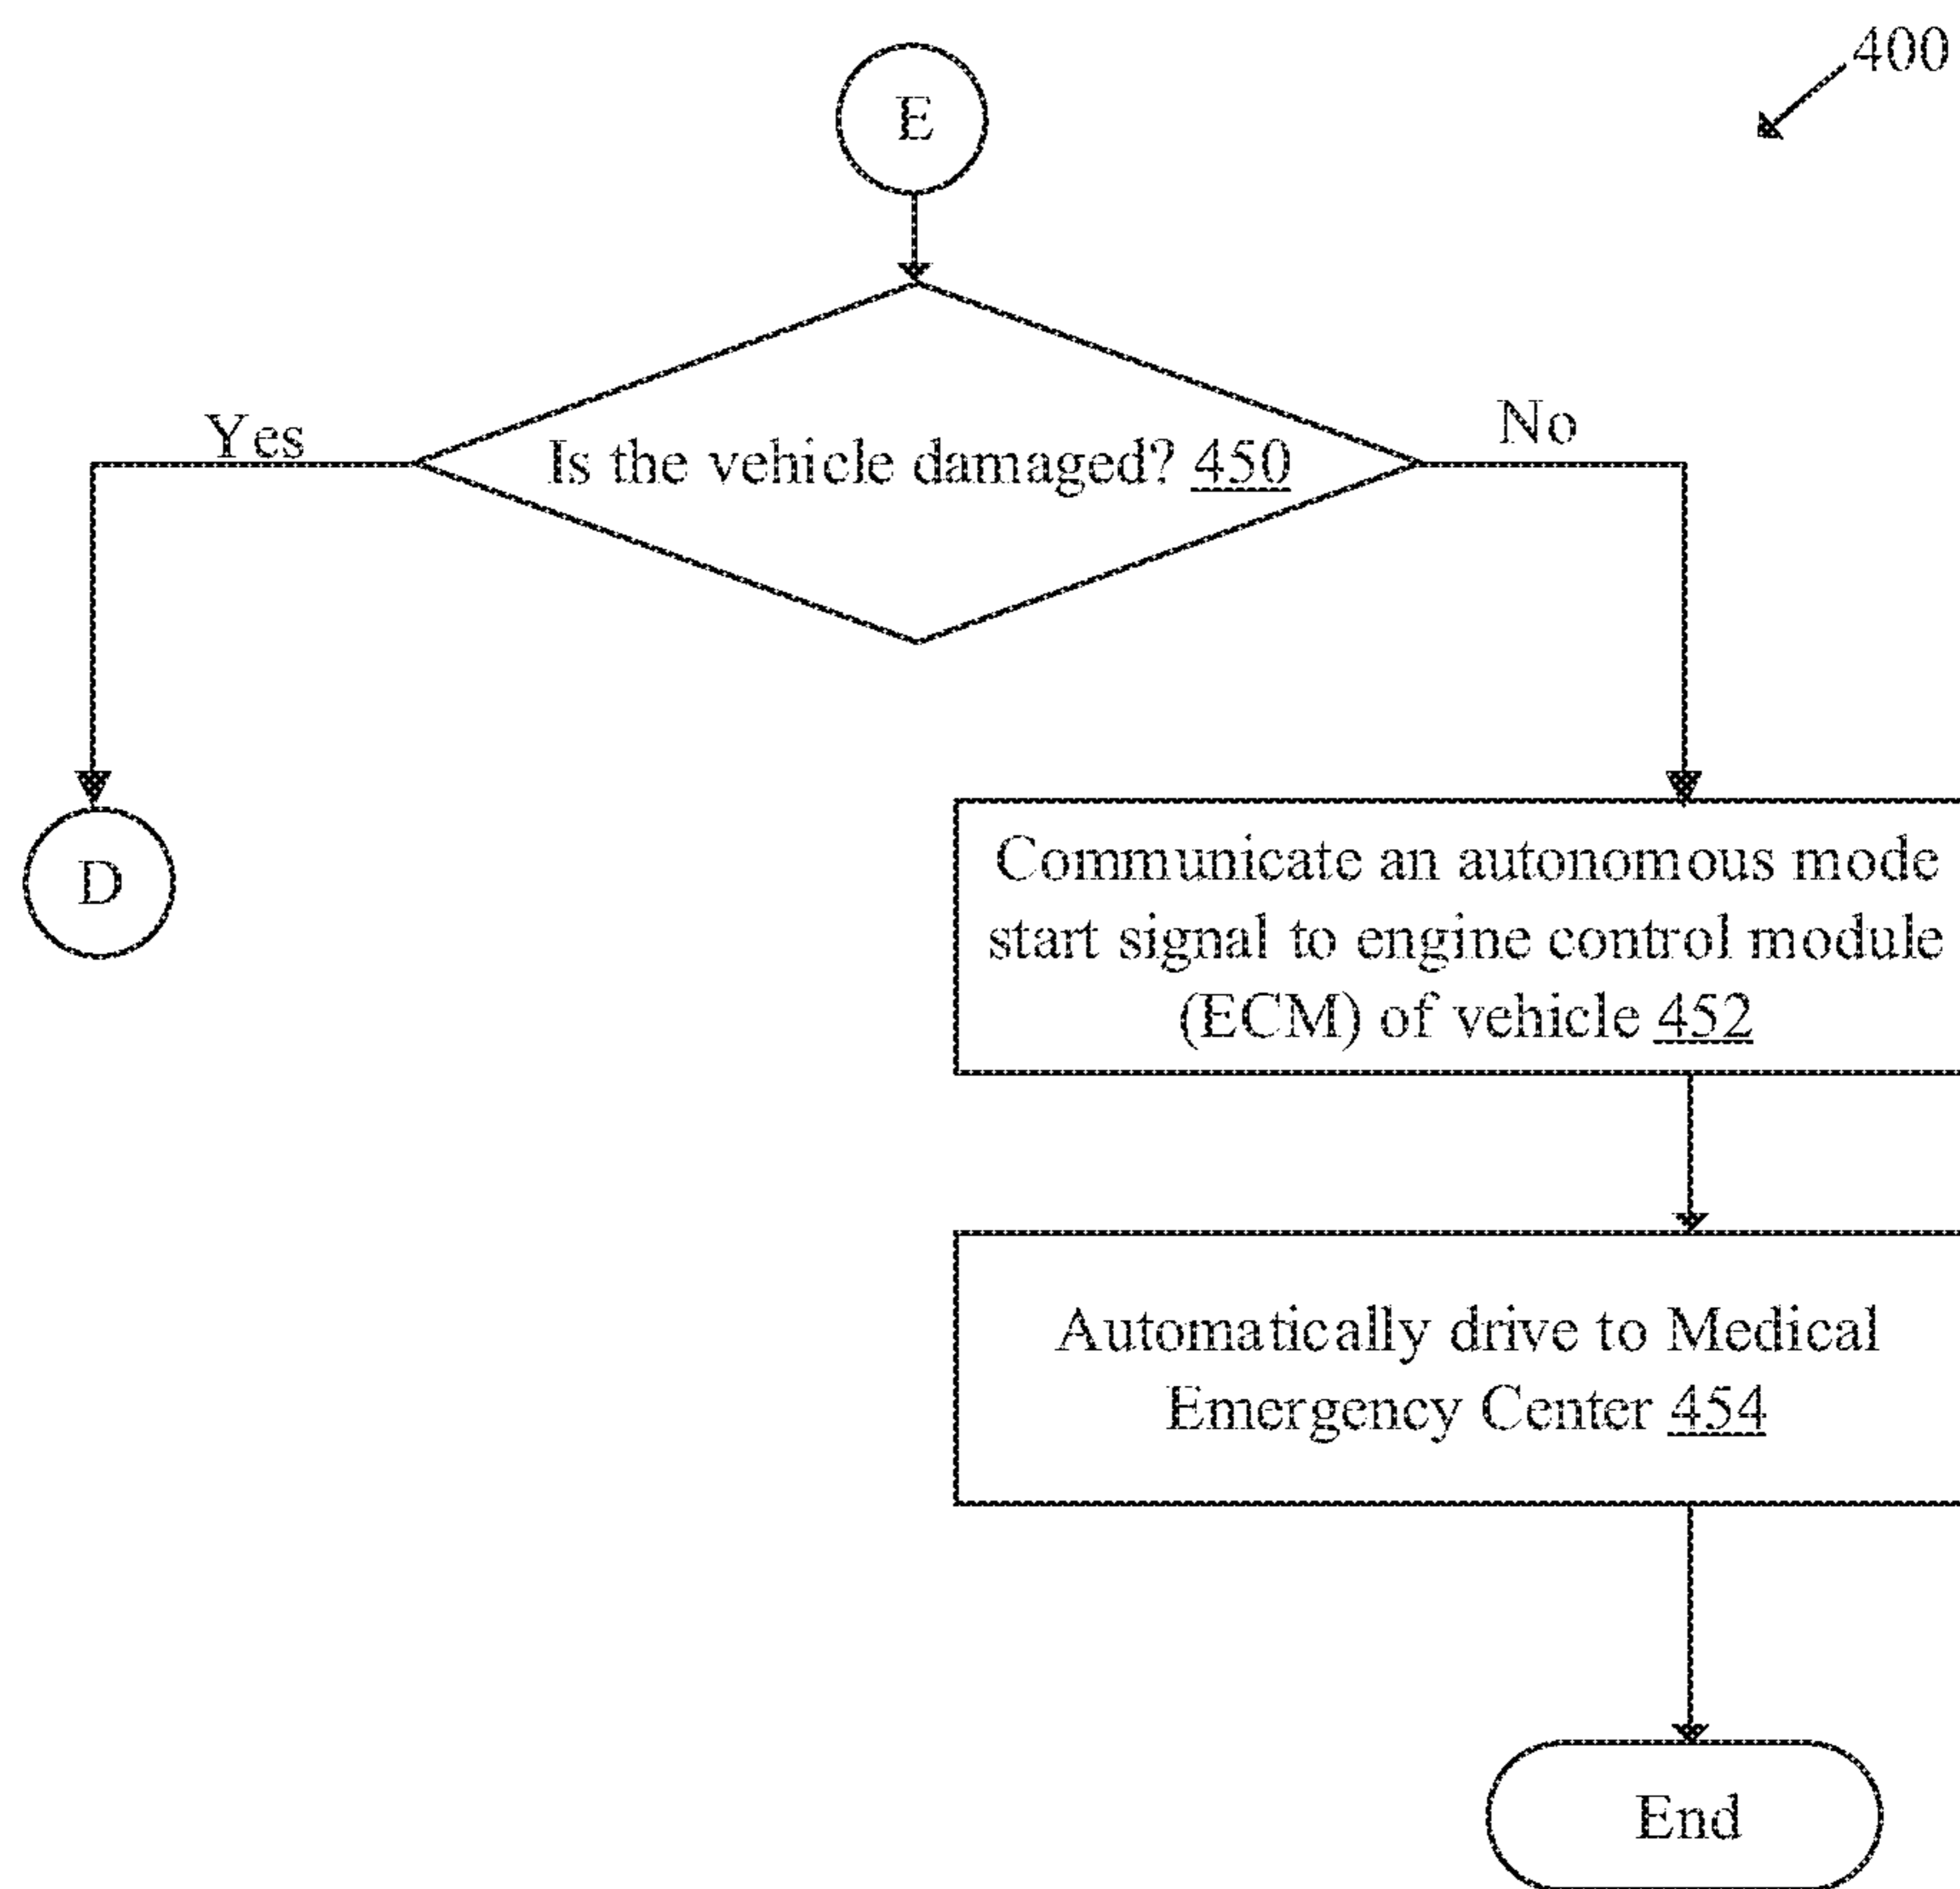 400
E
Yes
No
Is the vehicle damaged? 450
D
Communicate an autonomous mode
start signal to engine control module
(ECM) of vehicle 452
Automatically drive to Medical
Emergency Center 454
End